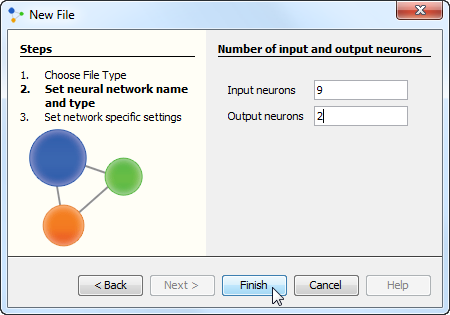 New File
Steps
1. Choose File Type
2. Set neural network name
and type
3. Set network specific settings
Number of input and output neurons
Input neurons 9
Output neurons 2
< Back Next > Finish Cancel Help